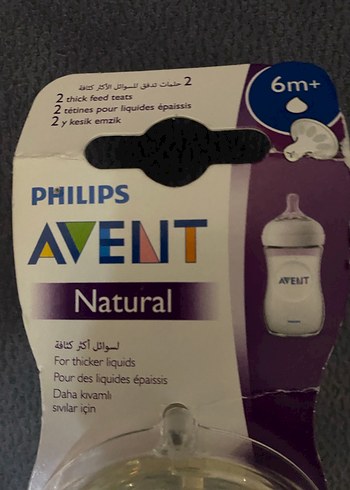 2 حلمات تدفق للسوائل الأكثر كثافة
2 thick feed teats
2 tétines pour liquides épaissis
2 y kesik emzik
6m+
PHILIPS
AVENT
Natural
AVENT
لسوائل أكثر كثافة
For thicker liquids
Pour des liquides épaissis
Daha kıvamlı
sıvılar için